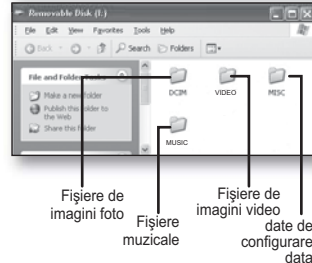 Removable Disk (I:)
File Edit View Favorites Tools Help
Back Search Folders
File and Folder Tasks
Make a new folder
Publish this folder to
the Web
Share this folder
DCIM
VIDEO
MISC
MUSIC
Fişiere de
imagini foto
Fişiere
muzicale
Fişiere de
imagini video
date de
configurare
data